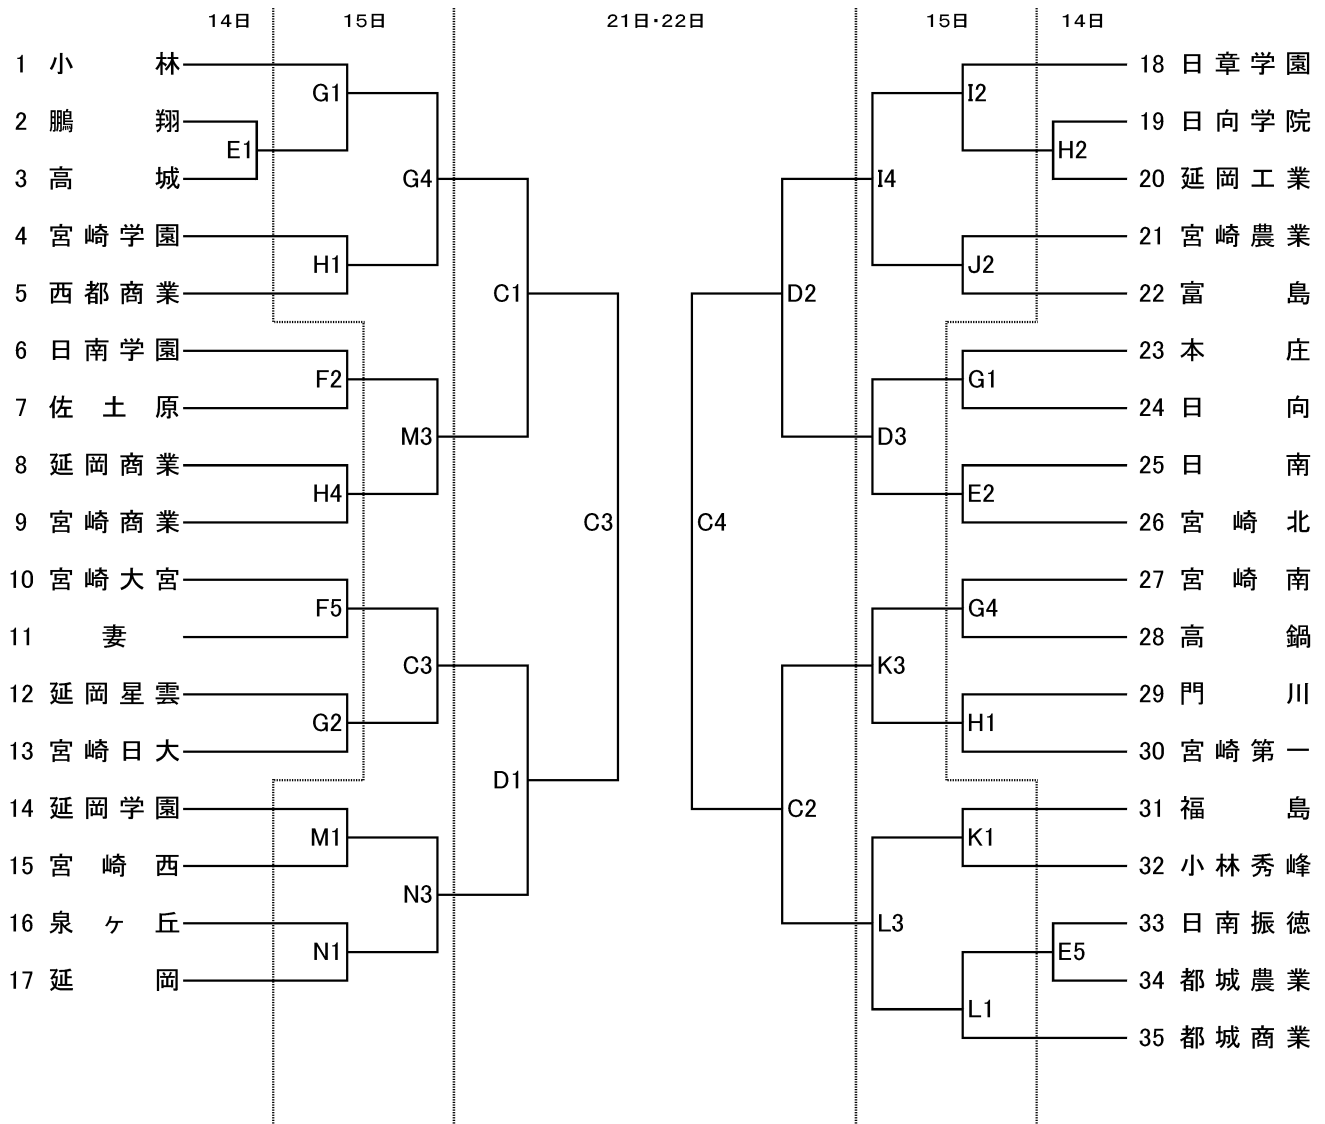 14日 15日 21日・22日 15日 14日
1 小林
G1
2 鵬翔
E1
3 高城
G4
4 宮崎学園
H1
5 西都商業
C1
6 日南学園
F2
7 佐土原
M3
8 延岡商業
H4
9 宮崎商業
C3
10 宮崎大宮
F5
11 妻
C3
12 延岡星雲
G2
13 宮崎日大
D1
14 延岡学園
M1
15 宮崎西
N3
16 泉ヶ丘
N1
17 延岡
18 日章学園
I2
19 日向学院
H2
20 延岡工業
I4
21 宮崎農業
J2
22 富島
D2
23 本庄
G1
24 日向
D3
25 日南
E2
26 宮崎北
C4
27 宮崎南
G4
28 高鍋
K3
29 門川
H1
30 宮崎第一
31 福島
C2
K1
32 小林秀峰
33 日南振徳
L3
E5
34 都城農業
L1
35 都城商業